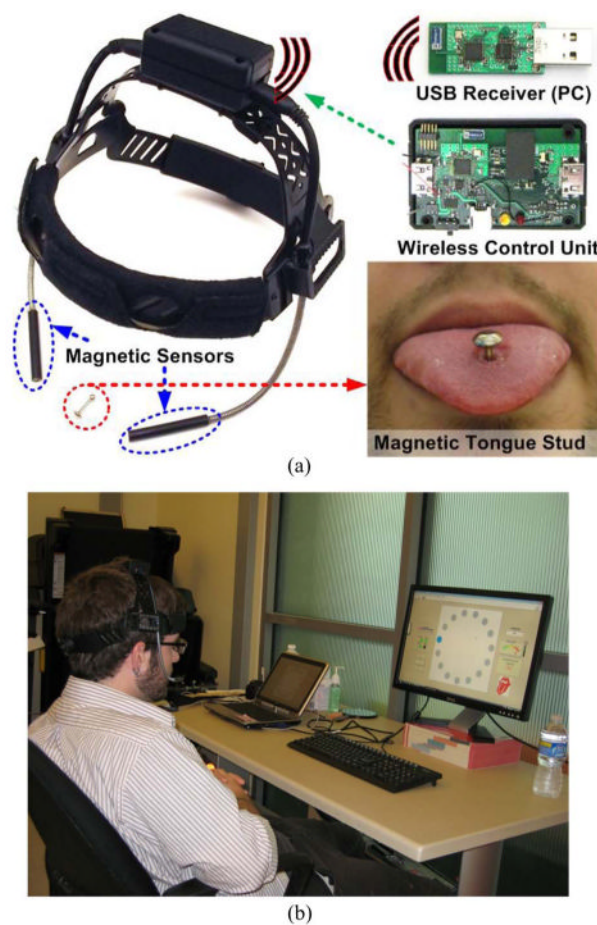 USB Receiver (PC)
Wireless Control Unit
Magnetic Sensors
Magnetic Tongue Stud
(a)
(b)